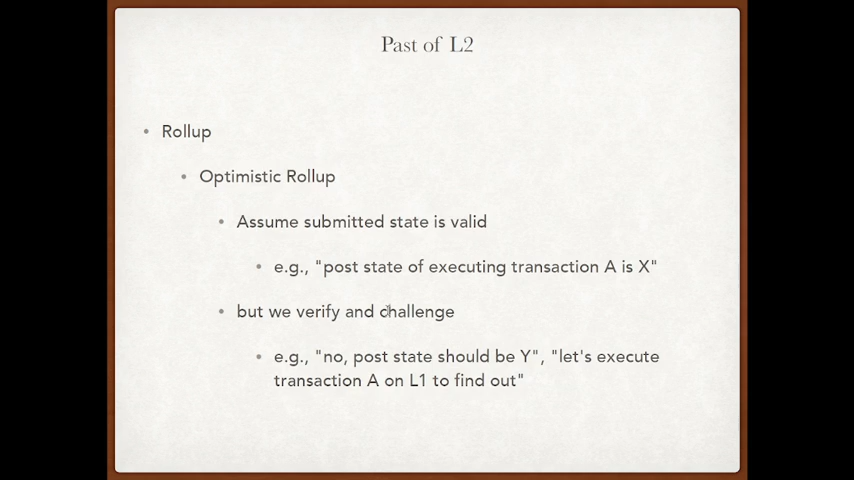 Past of L2
• Rollup
• Optimistic Rollup
• Assume submitted state is valid
• e.g., "post state of executing transaction A is X"
• but we verify and challenge
• e.g., "no, post state should be Y", "let's execute
transaction A on L1 to find out"